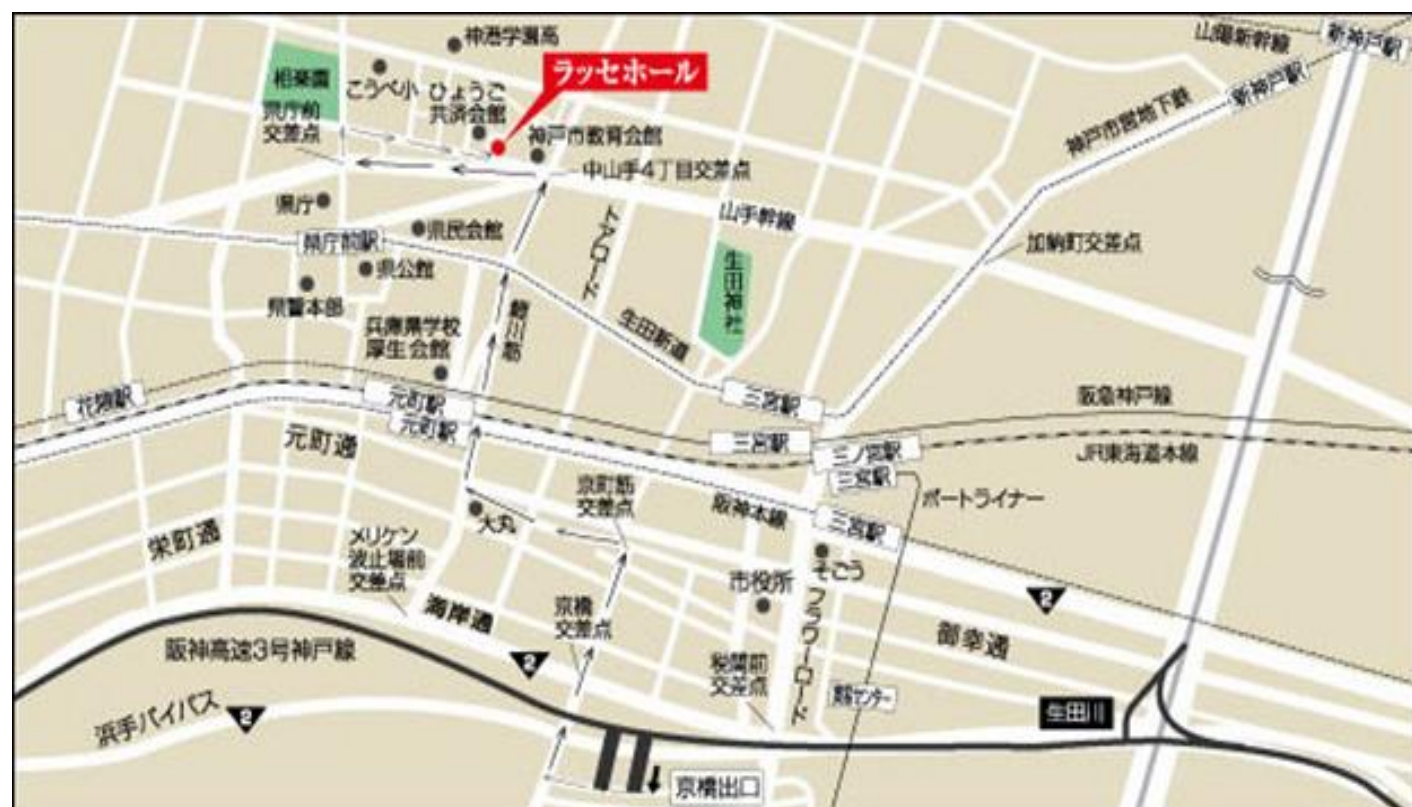 神港学園高
山陽新幹線
新神戸駅
相楽園
こうべ小
ひょうご
共済会館
ラッセホール
神戸市営地下鉄
新神戸駅
県庁前
交差点
神戸市教育会館
中山手4丁目交差点
県庁
県民会館
トアロード
山手幹線
加納町交差点
県庁前駅
県公館
生田神社
県警本部
鯉川筋
生田新道
兵庫県学校
厚生会館
花隈駅
元町駅
元町駅
三宮駅
阪急神戸線
三宮駅
三ノ宮駅
JR東海道本線
元町通
三宮駅
ポートライナー
京町筋
交差点
阪神本線
三宮駅
大丸
栄町通
メリケン
波止場前
交差点
そごう
市役所
2
京橋
交差点
海岸通
フラワーロード
御幸通
阪神高速3号神戸線
2
税関前
交差点
貿易センター
浜手バイパス
2
生田川
京橋出口